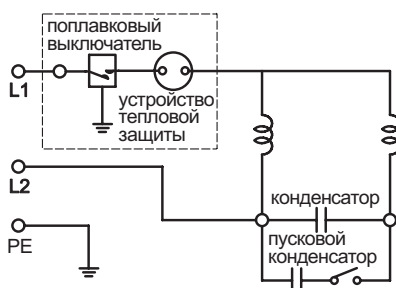 поплавковый
выключатель
L1
устройство
тепловой
защиты
L2
конденсатор
пусковой
конденсатор
PE